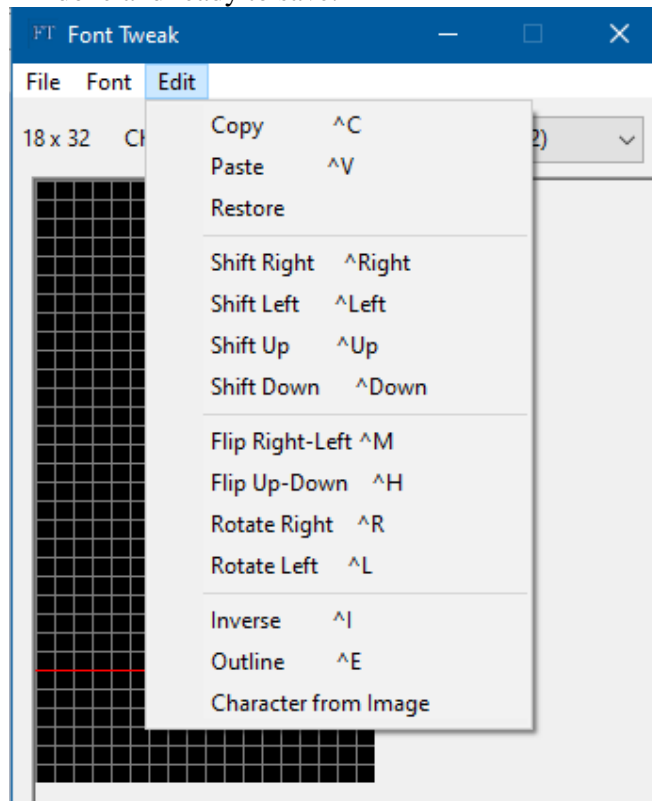 FT Font Tweak
File Font Edit
18 x 32
2)
Copy ^C
Paste ^V
Restore
Shift Right ^Right
Shift Left ^Left
Shift Up ^Up
Shift Down ^Down
Flip Right-Left ^M
Flip Up-Down ^H
Rotate Right ^R
Rotate Left ^L
Inverse ^I
Outline ^E
Character from Image